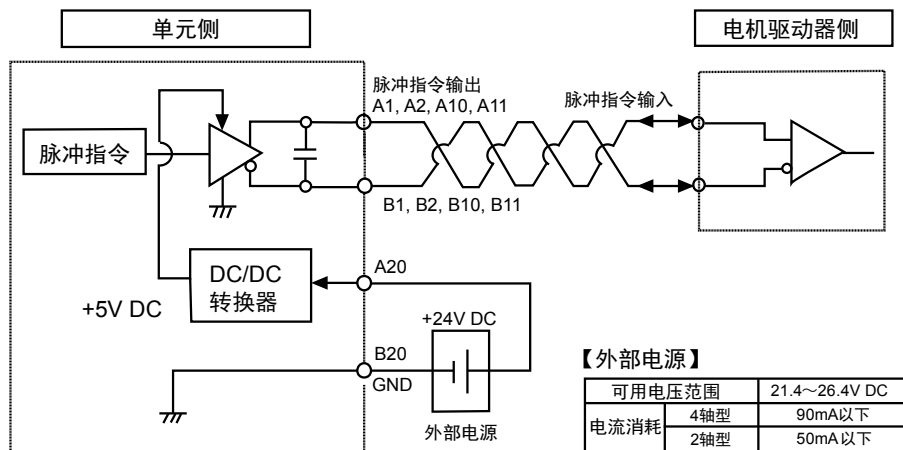 单元侧
电机驱动器侧
脉冲指令输出
A1, A2, A10, A11
脉冲指令输入
脉冲指令
B1, B2, B10, B11
DC/DC
转换器
A20
+5V DC
+24V DC
B20
GND
外部电源
【外部电源】
可用电压范围 21.4～26.4V DC
电流消耗 4轴型 90mA以下
2轴型 50mA以下